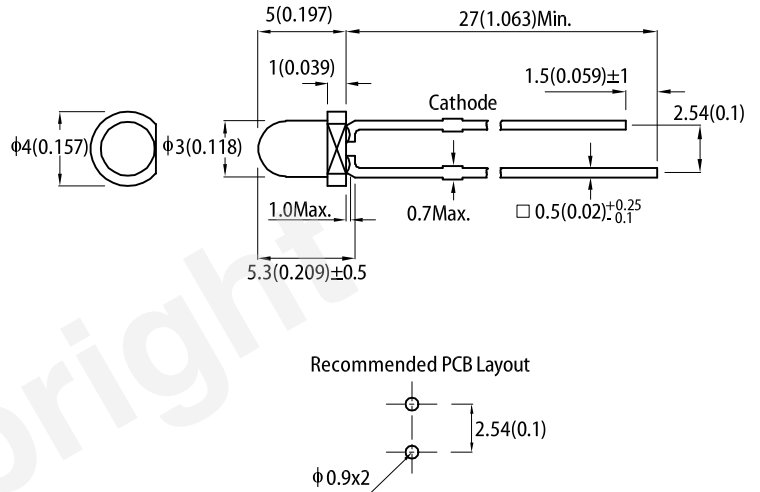 5(0.197)
27(1.063)Min.
1(0.039)
1.5(0.059)±1
Cathode
2.54(0.1)
ϕ4(0.157)
ϕ3(0.118)
1.0Max.
0.7Max.
□ 0.5(0.02)+0.25
-0.1
5.3(0.209)±0.5
bright
Recommended PCB Layout
2.54(0.1)
ϕ0.9x2